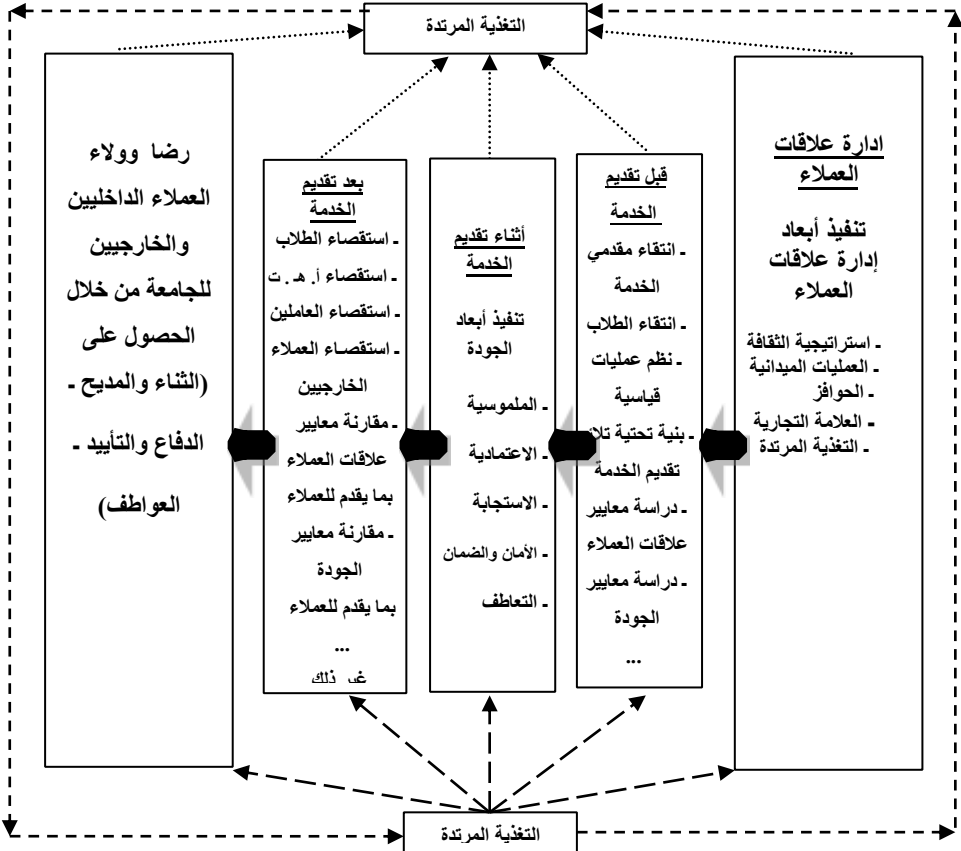 التغذية المرتدة
ادارة علاقات
العملاء
تنفيذ أبعاد
إدارة علاقات
العملاء
ـ استراتيجية الثقافة
ـ العمليات الميدانية
ـ الحوافز
ـ العلامة التجارية
ـ التغذية المرتدة
قبل تقديم
الخدمة
ـ انتقاء مقدمي
الخدمة
ـ انتقاء الطلاب
ـ نظم عمليات
قياسية
ـ بنية تحتية
تقديم الخدمة
ـ دراسة معايير
علاقات العملاء
ـ دراسة معايير
الجودة
...
أثناء تقديم
الخدمة
تنفيذ أبعاد
الجودة
ـ الملموسية
ـ الاعتمادية
ـ الاستجابة
ـ الأمان والضمان
ـ التعاطف
بعد تقديم
الخدمة
ـ استقصاء الطلاب
ـ استقصاء أ. هـ . ت
ـ استقصاء العاملين
ـ استقصاء العملاء
الخارجيين
ـ مقارنة معايير
علاقات العملاء
بما يقدم للعملاء
ـ مقارنة معايير
الجودة
بما يقدم للعملاء
...
غير ذلك
رضا وولاء
العملاء الداخليين
والخارجيين
للجامعة من خلال
الحصول على
(الثناء والمديح ـ
الدفاع والتأييد ـ
العواطف)
التغذية المرتدة